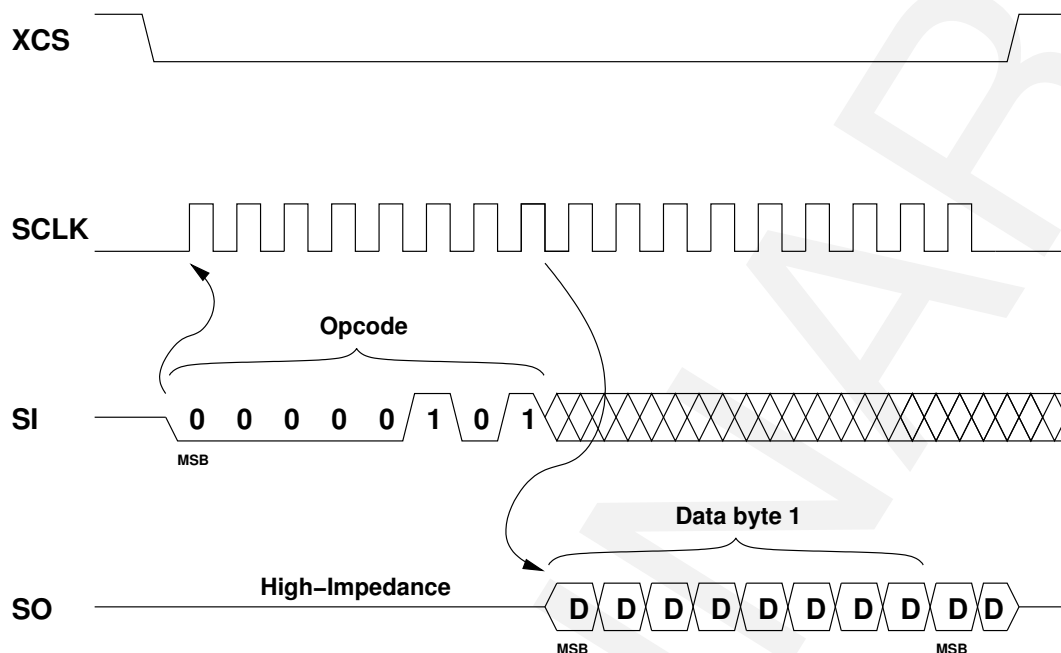 XCS
SCLK
Opcode
SI 0 0 0 0 0 1 0 1
MSB
Data byte 1
High–Impedance
SO D D D D D D D D D D
MSB MSB